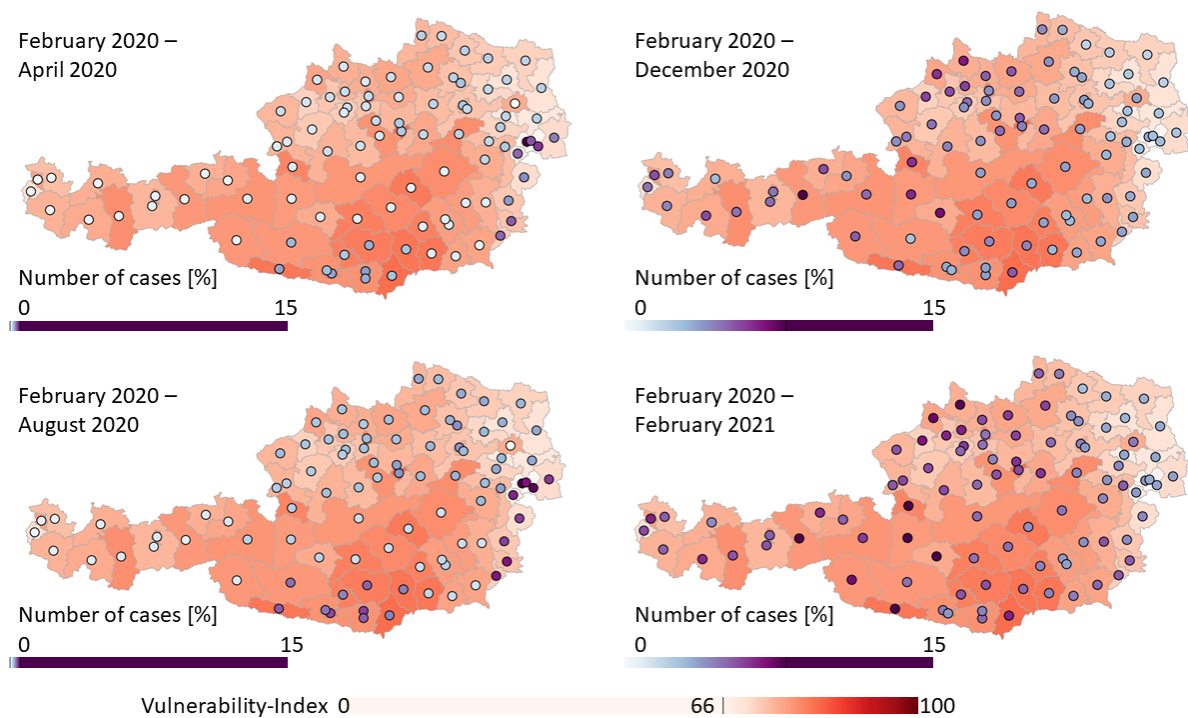 February 2020 –
April 2020
Number of cases [%]
0 15
February 2020 –
December 2020
Number of cases [%]
0 15
February 2020 –
August 2020
Number of cases [%]
0 15
February 2020 –
February 2021
Number of cases [%]
0 15
Vulnerability-Index 0 66 100